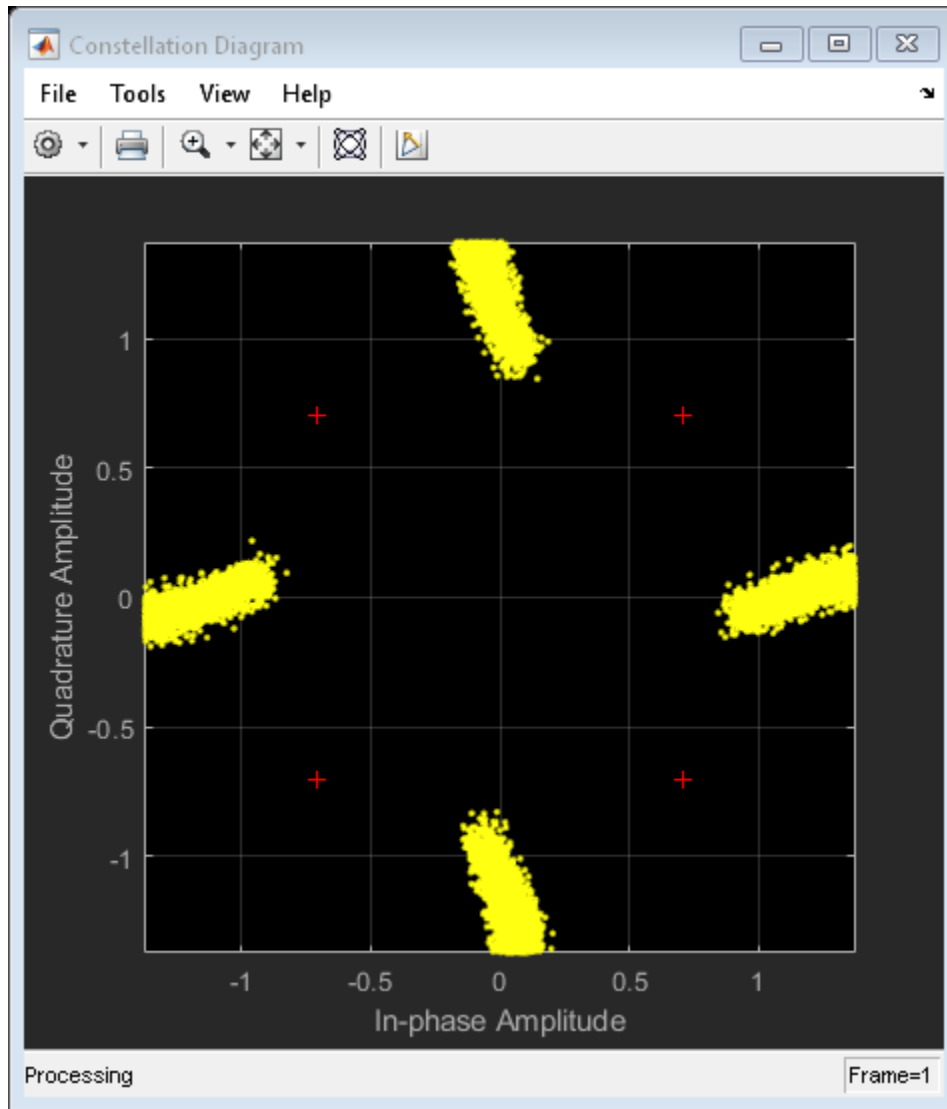 Constellation Diagram
File Tools View Help
1
0.5
0
-0.5
-1
Quadrature Amplitude
-1 -0.5 0 0.5 1
In-phase Amplitude
Processing Frame=1